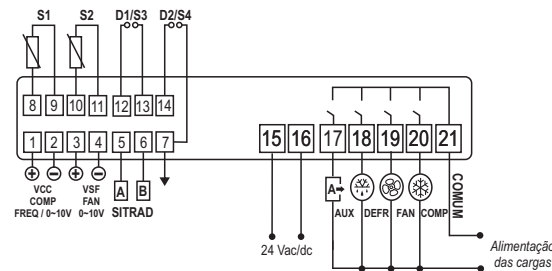 S1 S2 D1/S3 D2/S4
8 9 10 11 12 13 14
1 2 3 4 5 6 7 15 16 17 18 19 20 21
+ - + - A B A
VCC VSF
COMP FAN
FREQ / 0~10V 0~10V SITRAD
AUX DEFR FAN COMP COMUM
24 Vac/dc
Alimentação
das cargas